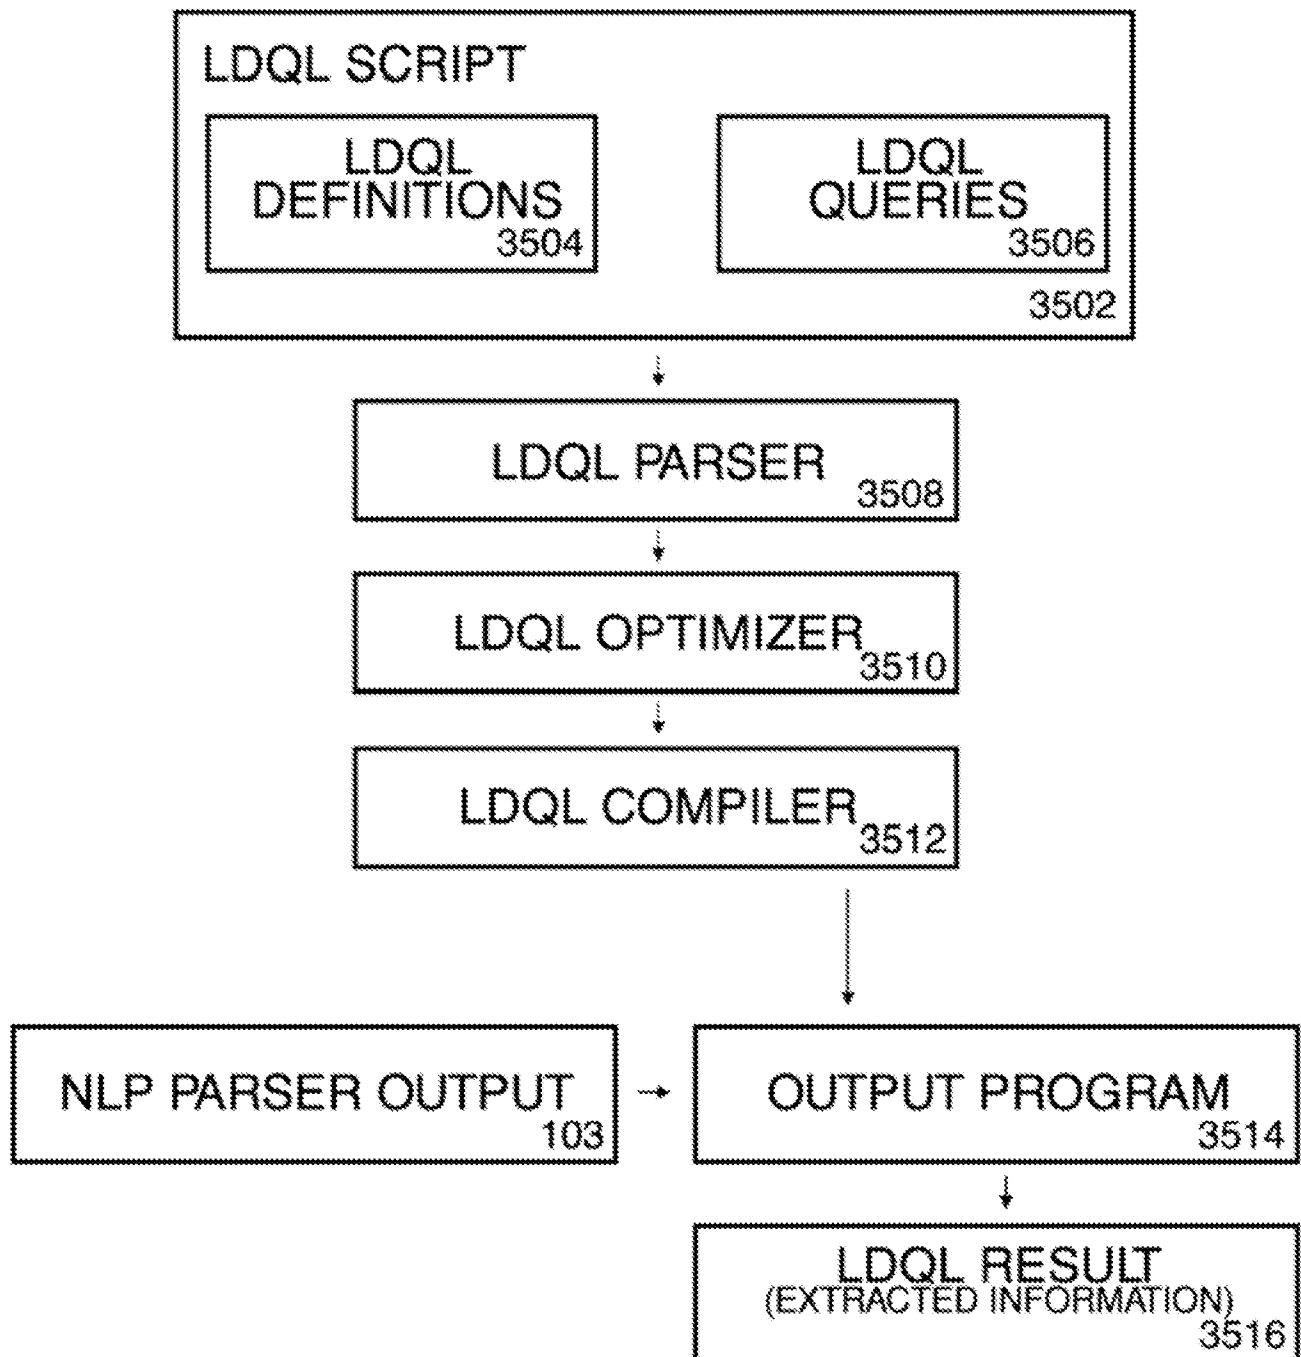 LDQL SCRIPT
LDQL
DEFINITIONS
3504
LDQL
QUERIES
3506
3502
LDQL PARSER
3508
LDQL OPTIMIZER
3510
LDQL COMPILER
3512
NLP PARSER OUTPUT
103
OUTPUT PROGRAM
3514
LDQL RESULT
(EXTRACTED INFORMATION)
3516